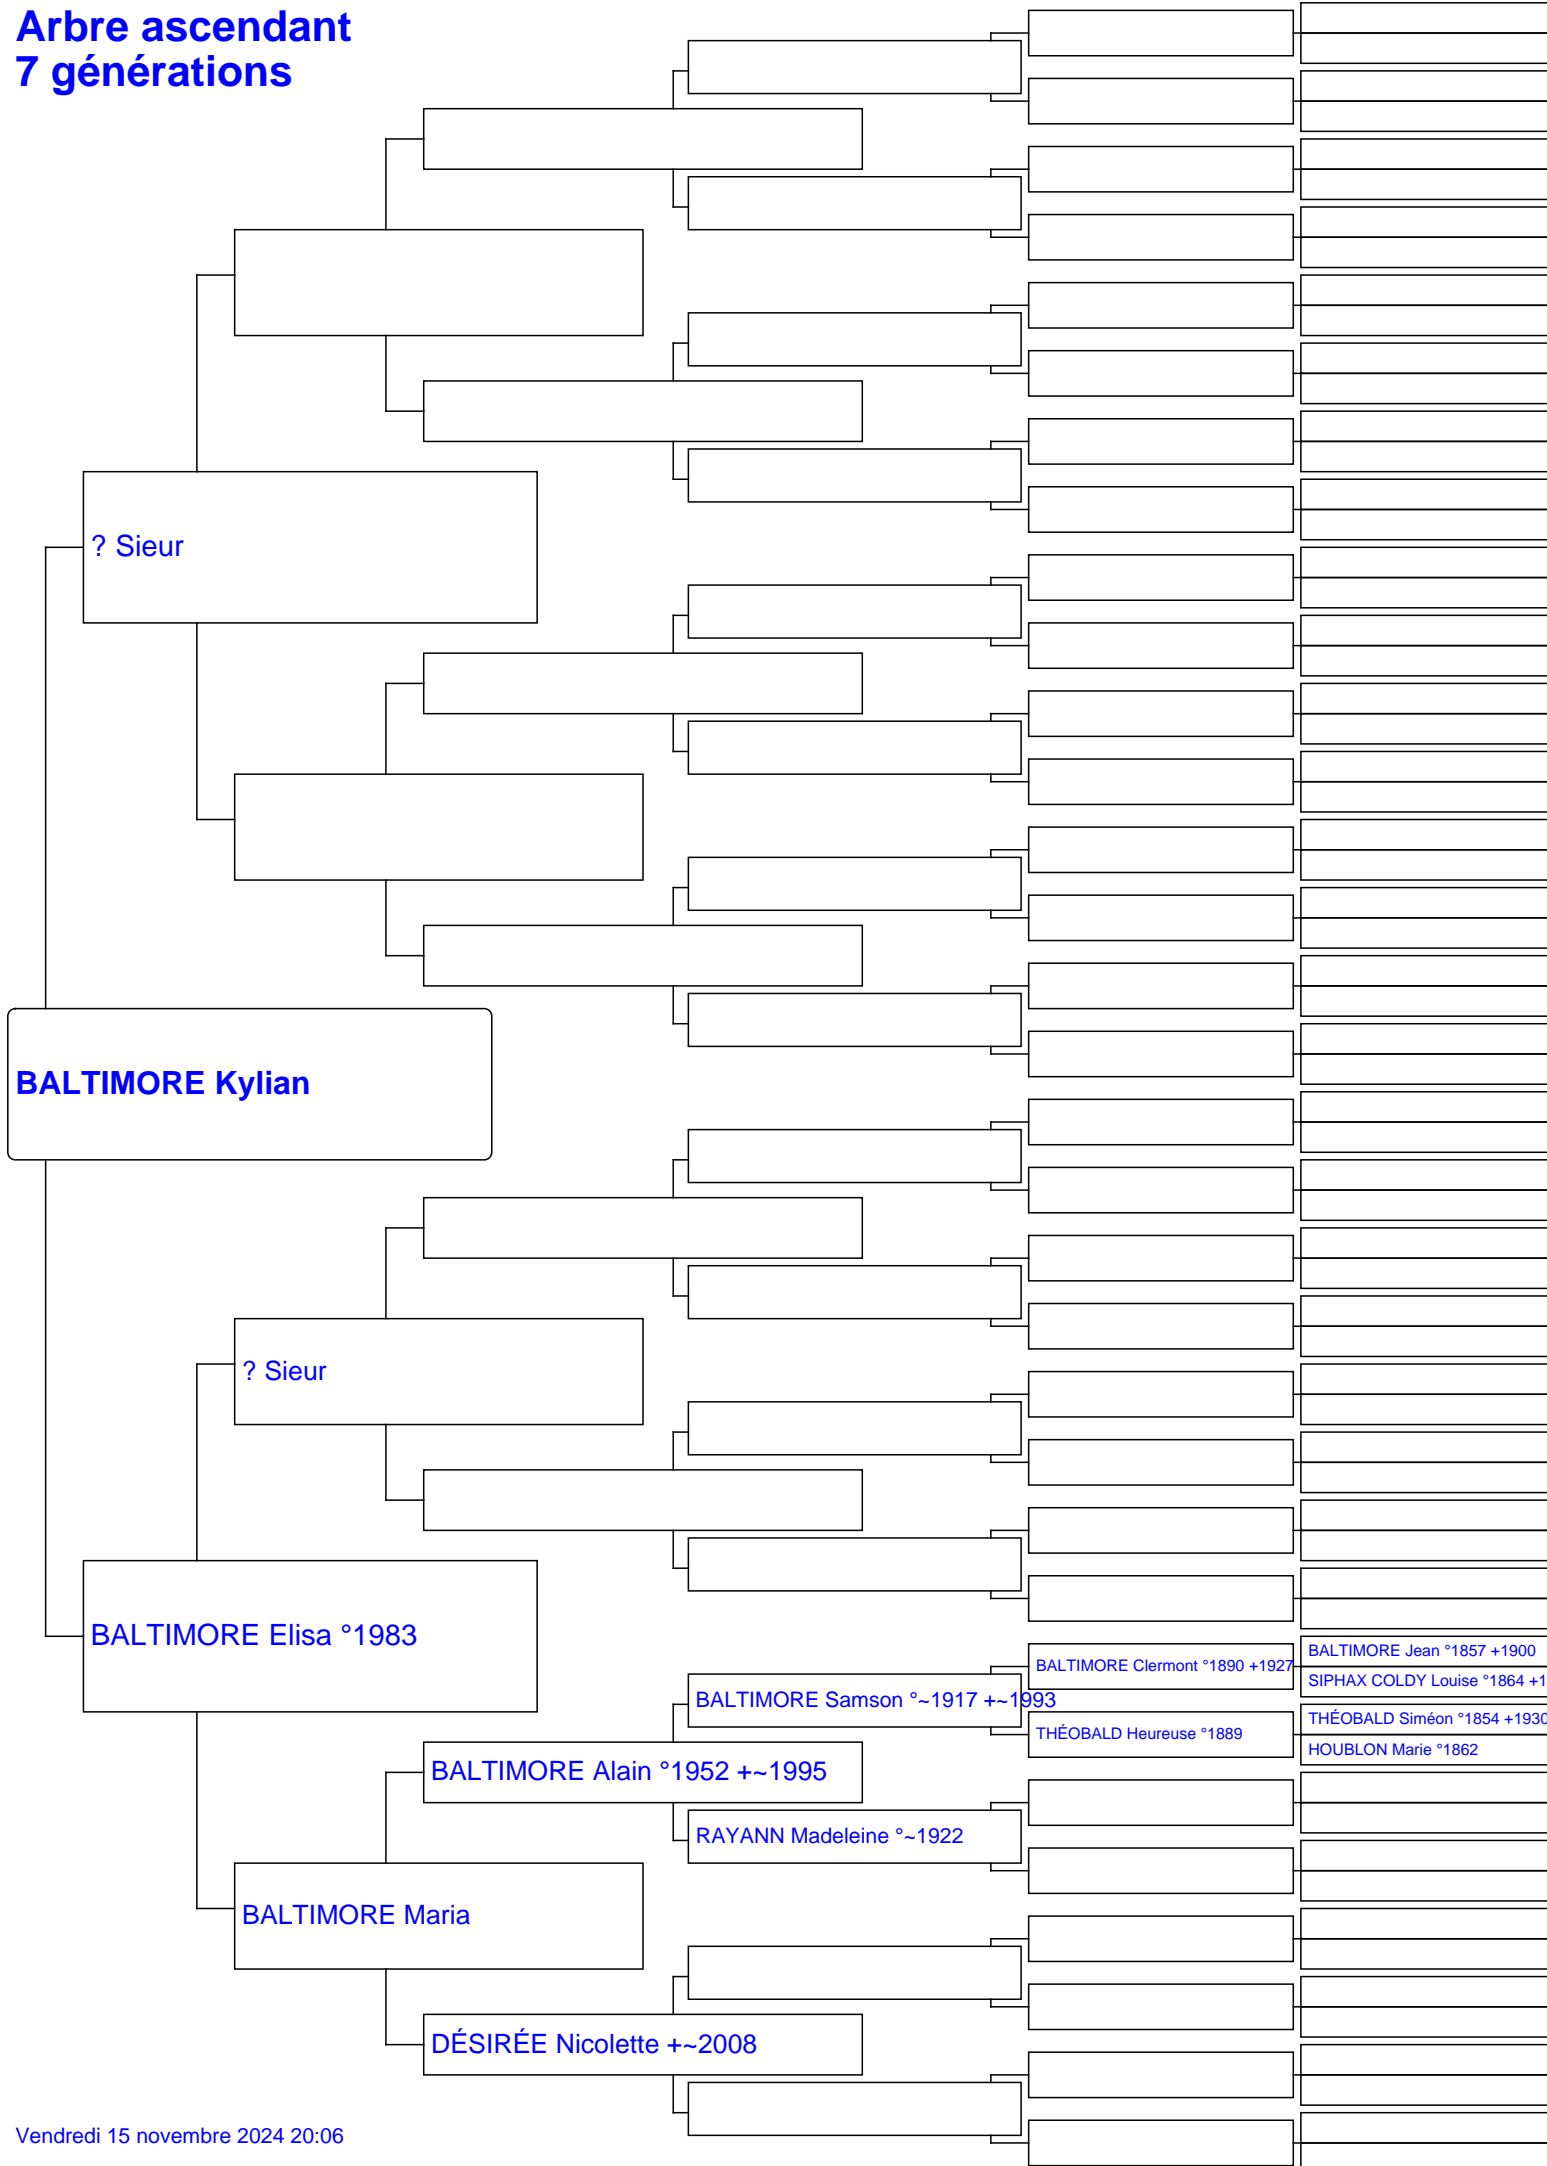 Arbre ascendant
7 générations
? Sieur
BALTIMORE Kylian
? Sieur
BALTIMORE Elisa °1983
BALTIMORE Jean °1857 +1900
BALTIMORE Clermont °1890 +1927
SIPHAX COLDY Louise °1864 +1
BALTIMORE Samson °~1917 +~1993
THÉOBALD Siméon °1854 +1930
THÉOBALD Heureuse °1889
HOUBLON Marie °1862
BALTIMORE Alain °1952 +~1995
RAYANN Madeleine °~1922
BALTIMORE Maria
DÉSIRÉE Nicolette +~2008
Vendredi 15 novembre 2024 20:06